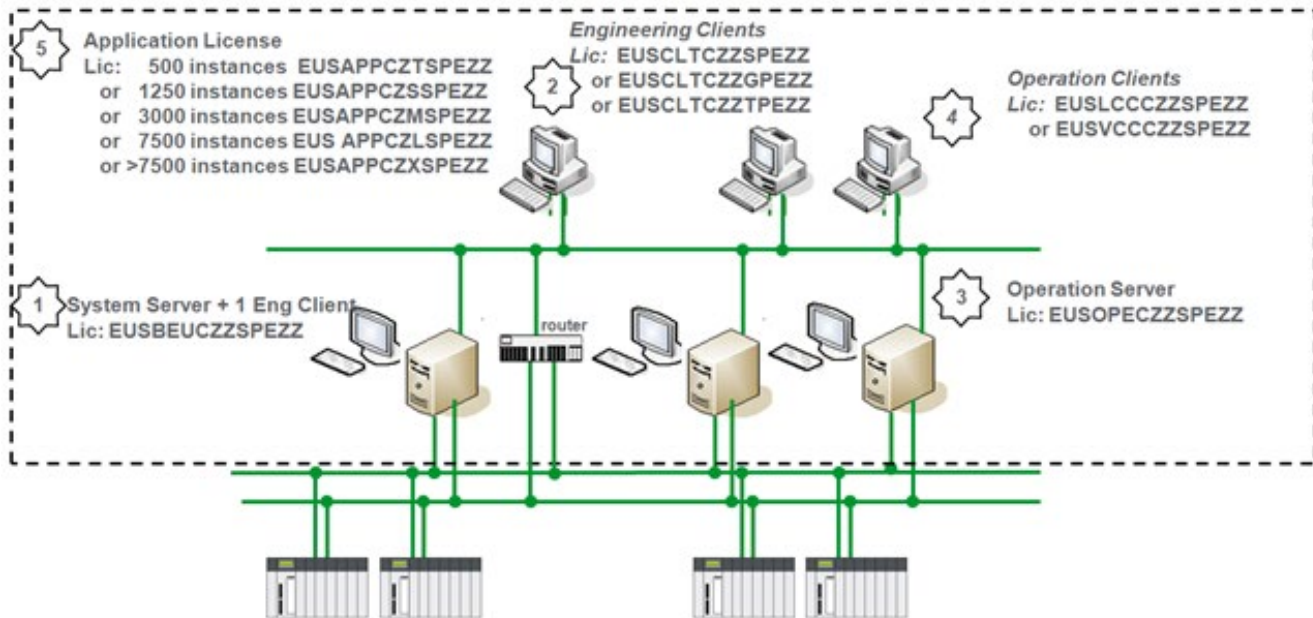 5
Application License
Lic: 500 instances EUSAPPCZTSPEZZ
or 1250 instances EUSAPPCZSSPEZZ
or 3000 instances EUSAPPCZMSPEZZ
or 7500 instances EUS APPCZLSPEZZ
or >7500 instances EUSAPPCZXSPEZZ
2
Engineering Clients
Lic: EUSCLTCZZSPEZZ
or EUSCLTCZZGPEZZ
or EUSCLTCZZTPEZZ
4
Operation Clients
Lic: EUSLCCCZZSPEZZ
or EUSVCCCZZSPEZZ
1
System Server + 1 Eng Client
Lic: EUSBEUCZZSPEZZ
router
3
Operation Server
Lic: EUSOPECZZSPEZZ